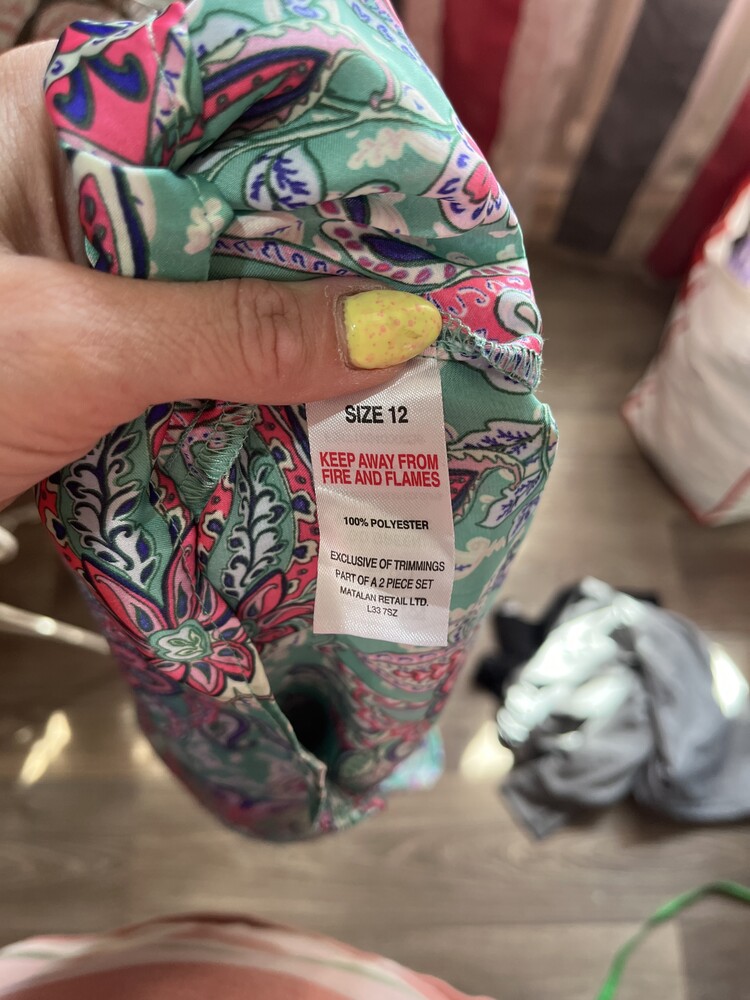 SIZE 12
KEEP AWAY FROM
FIRE AND FLAMES
100% POLYESTER
EXCLUSIVE OF TRIMMINGS
PART OF A 2 PIECE SET
MATALAN RETAIL LTD.
L33 7SZ